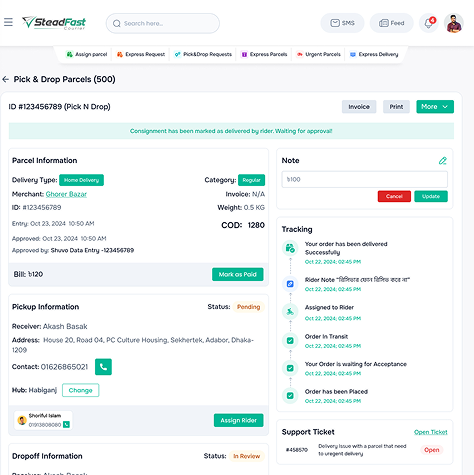 SteadFast
Courier
Search here...
SMS
Feed
4
Assign parcel
Express Request
Pick&Drop Requests
Express Parcels
Urgent Parcels
Express Delivery
Pick & Drop Parcels (500)
ID #123456789 (Pick N Drop)
Invoice
Print
More
Consignment has been marked as delivered by rider. Waiting for approval!
Parcel Information
Delivery Type: Home Delivery
Category: Regular
Merchant: Ghorer Bazar
Invoice: N/A
ID: #123456789
Weight: 0.5 KG
Entry: Oct 23, 2024 10:50 AM
COD: 1280
Approved: Oct 23, 2024 10:50 AM
Approved by: Shuvo Data Entry -123456789
Bill: ৳120
Mark as Paid
Pickup Information
Status: Pending
Receiver: Akash Basak
Address: House 20, Road 04, PC Culture Housing, Sekhertek, Adabor, Dhaka-
1209
Contact: 01626865021
Hub: Habiganj
Change
Shoriful Islam
01913808080
Assign Rider
Dropoff Information
Status: In Review
Receiver: Akash Basak
Note
৳100
Cancel
Update
Tracking
Your order has been delivered
Successfully
Oct 22, 2024; 02:45 PM
Rider Note "রিসিভার ফোন রিসিভ করে না"
Oct 22, 2024; 02:45 PM
Assigned to Rider
Oct 22, 2024; 02:45 PM
Order In Transit
Oct 22, 2024; 02:45 PM
Your Order is waiting for Acceptance
Oct 22, 2024; 02:45 PM
Order has been Placed
Oct 22, 2024; 02:45 PM
Support Ticket
Open Ticket
#458570
Delivery issue with a parcel that need
to urgent delivery
Open